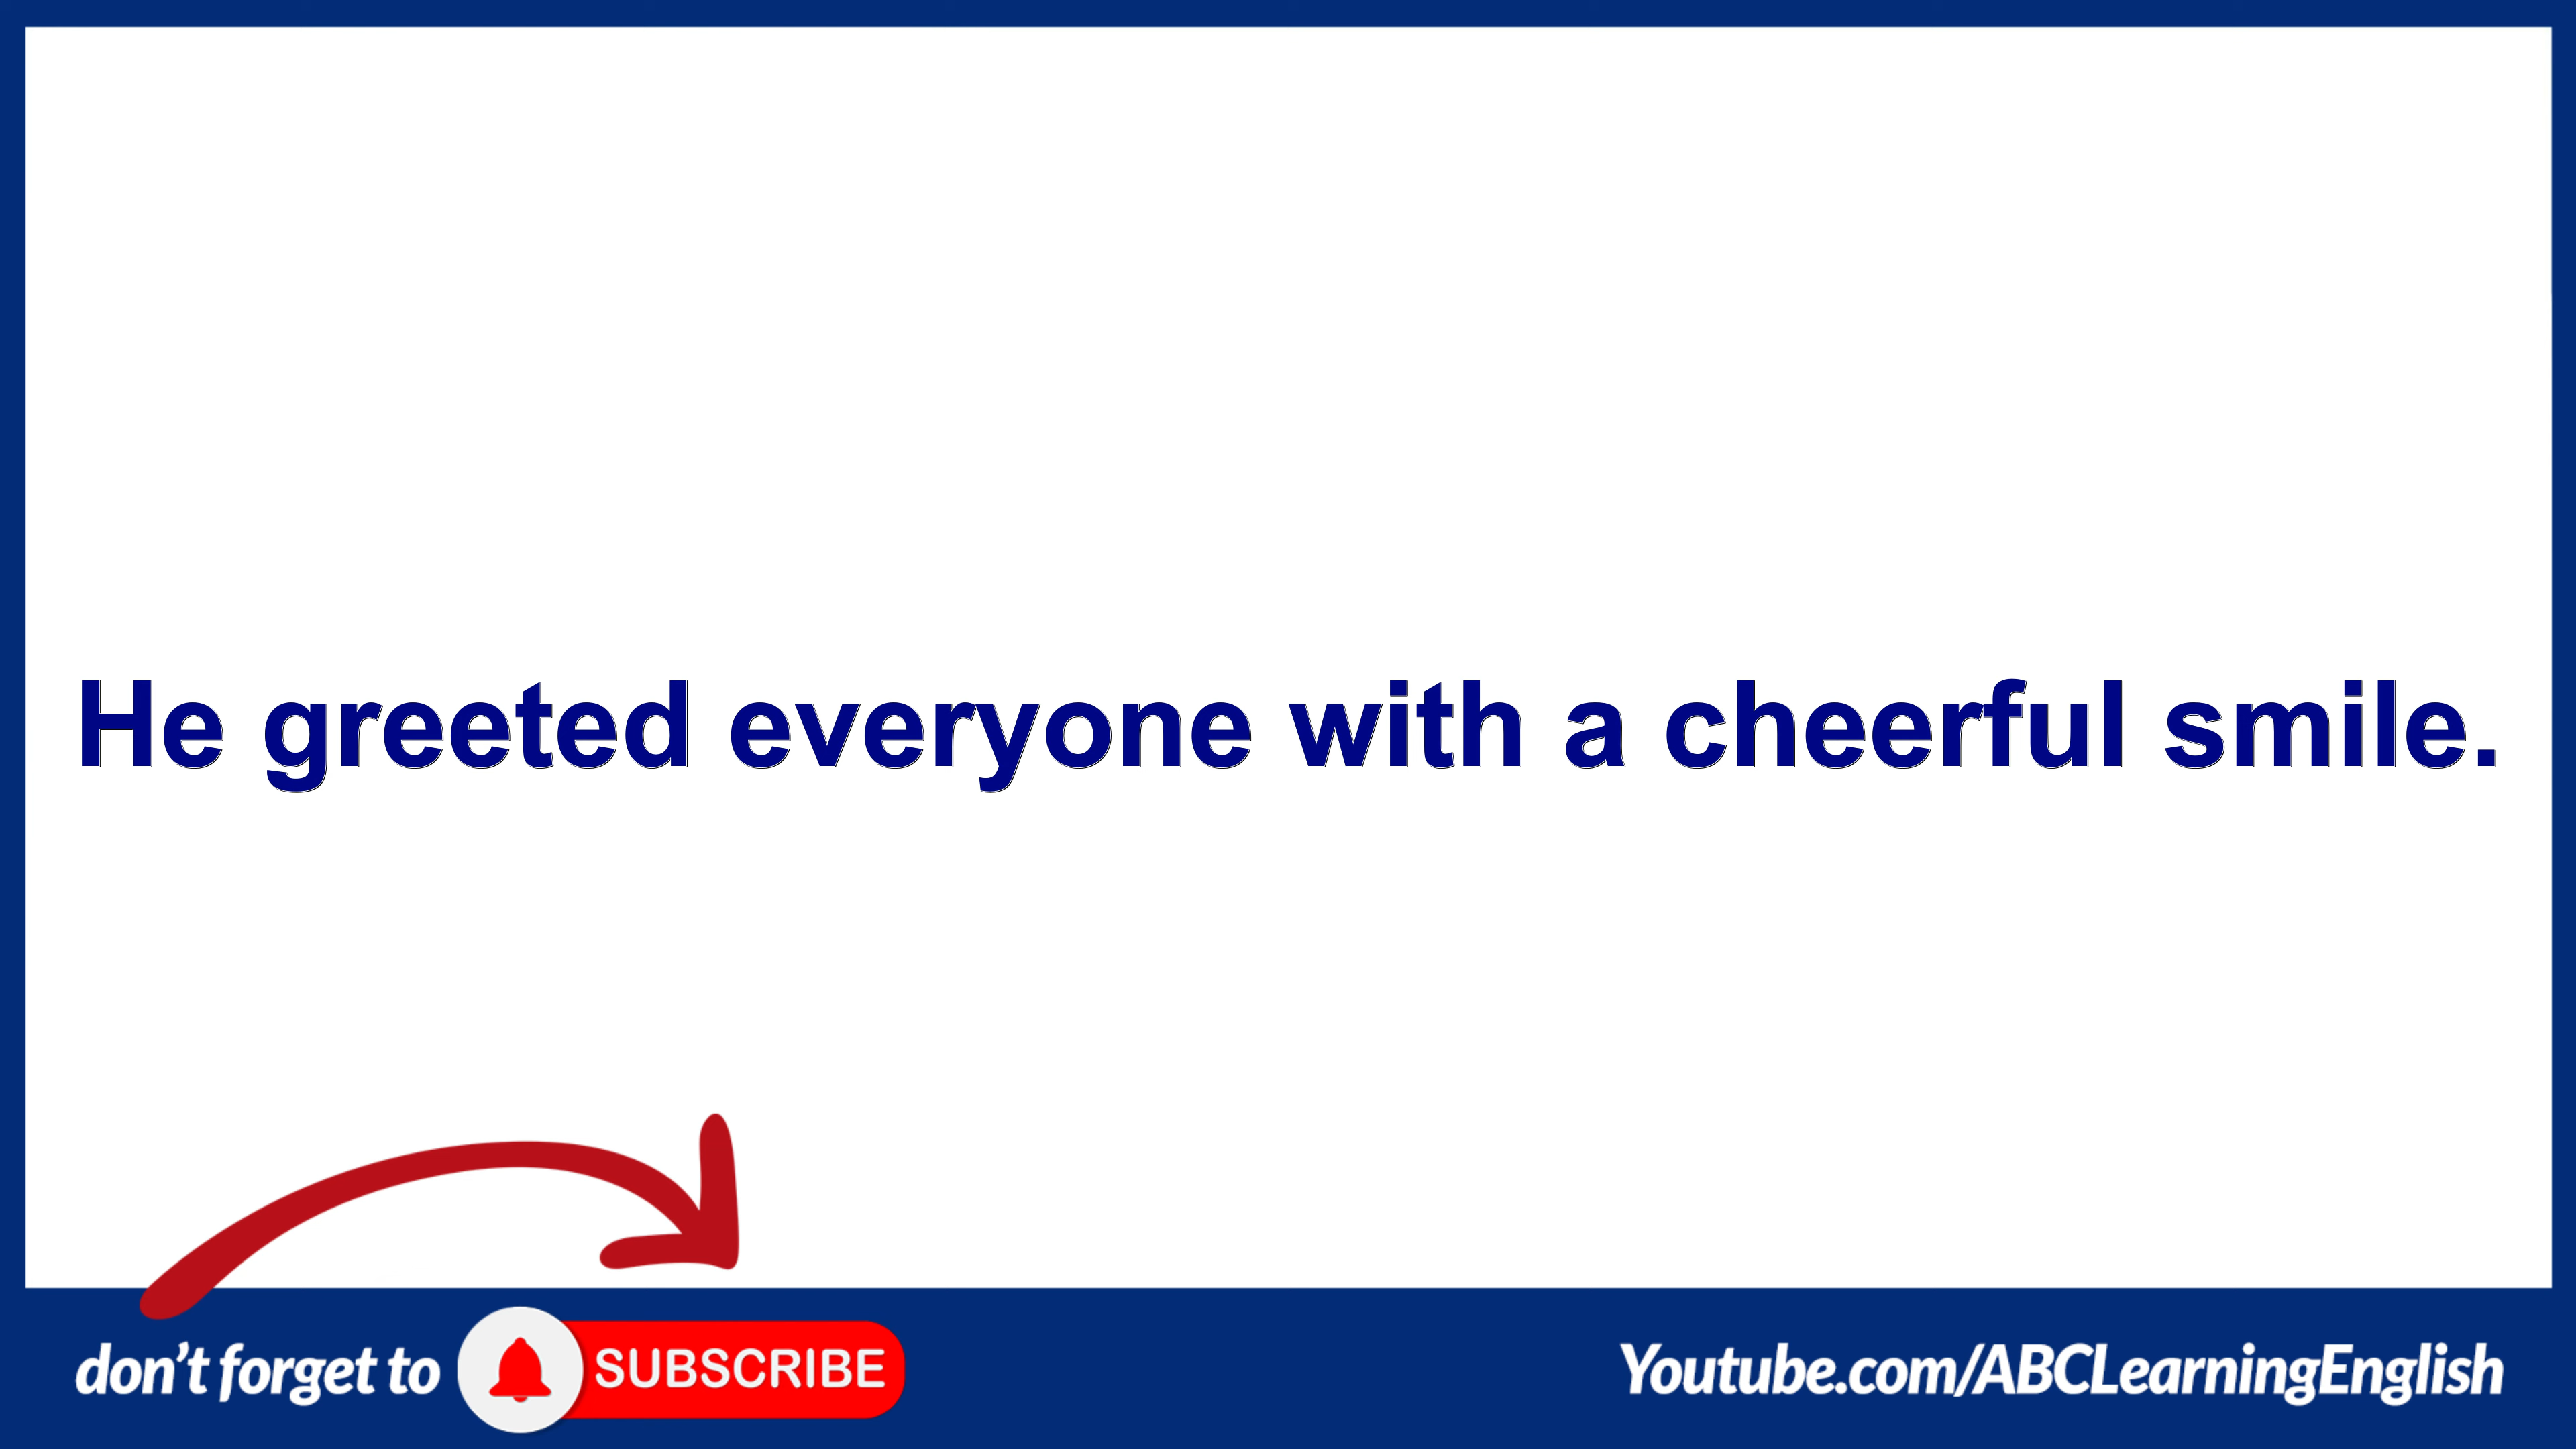 He greeted everyone with a cheerful smile.
don't forget to SUBSCRIBE
Youtube.com/ABCLearningEnglish